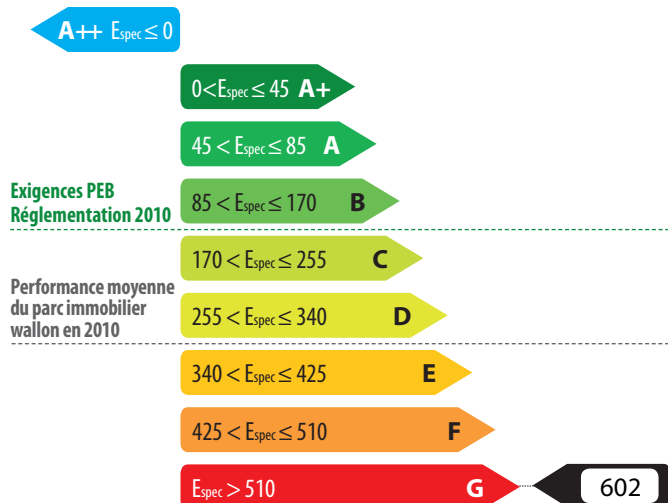 A++ Espec ≤ 0
0<Espec ≤ 45 A+
45 < Espec ≤ 85 A
Exigences PEB
Réglementation 2010
85 < Espec ≤ 170 B
170 < Espec ≤ 255 C
Performance moyenne
du parc immobilier
wallon en 2010
255 < Espec ≤ 340 D
340 < Espec ≤ 425 E
425 < Espec ≤ 510 F
Espec > 510 G
602